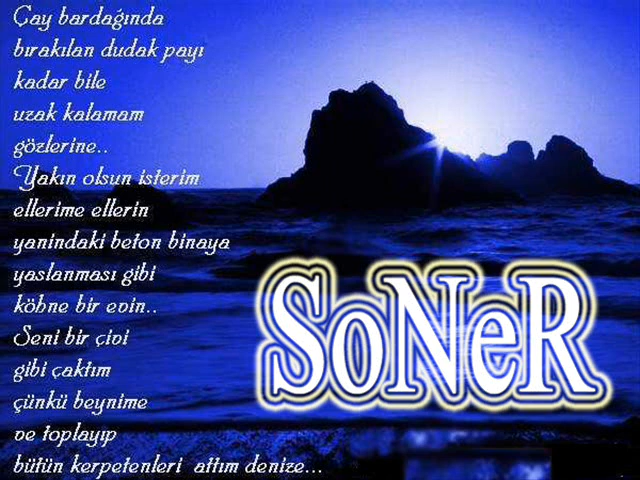 Çay bardağında
bırakılan dudak payı
kadar bile
uzak kalamam
gözlerine..
Yakın olsun isterim
ellerime ellerin
yanindaki beton binaya
yaslanması gibi
köhne bir evin..
Seni bir çivi
gibi çaktım
çünkü beynime
ve toplayıp
bütün kerpetenleri attım denize...
SoNeR